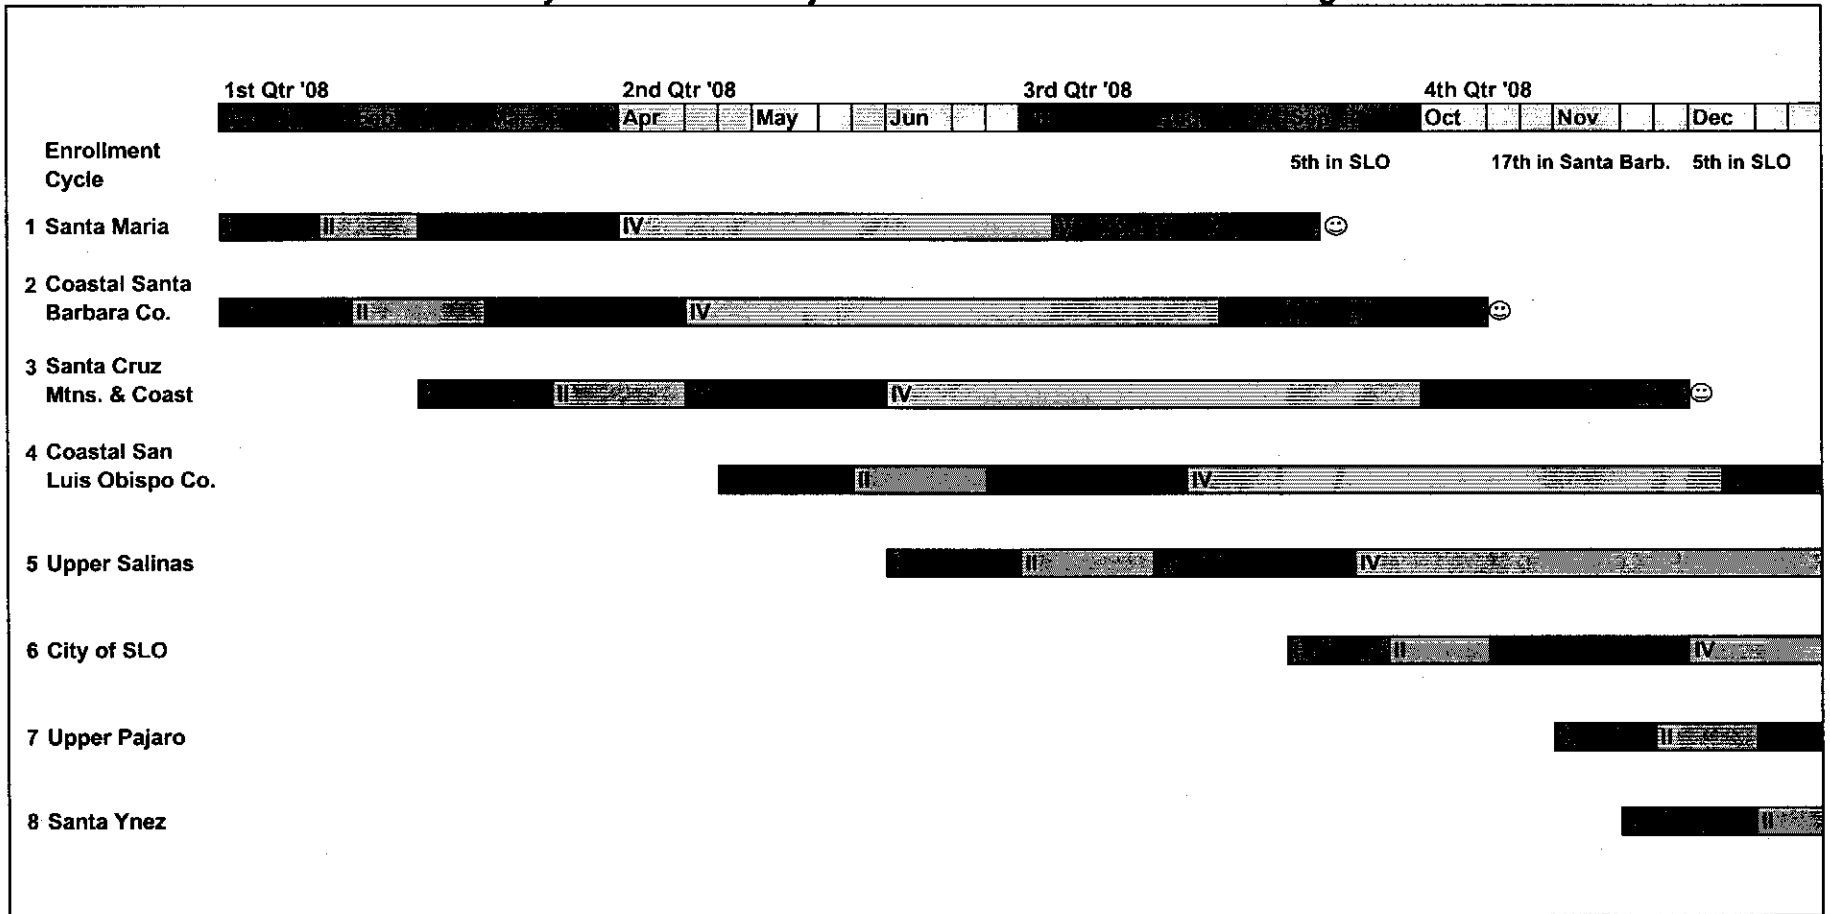 1st Qtr '08 2nd Qtr '08 3rd Qtr '08 4th Qtr '08
Feb Apr May Jun Sep Oct Nov Dec
Enrollment
Cycle
5th in SLO 17th in Santa Barb. 5th in SLO
1 Santa Maria II IV V
2 Coastal Santa
Barbara Co. II IV
3 Santa Cruz
Mtns. & Coast II IV
4 Coastal San
Luis Obispo Co. II IV
5 Upper Salinas II IV
6 City of SLO II IV
7 Upper Pajaro II
8 Santa Ynez II